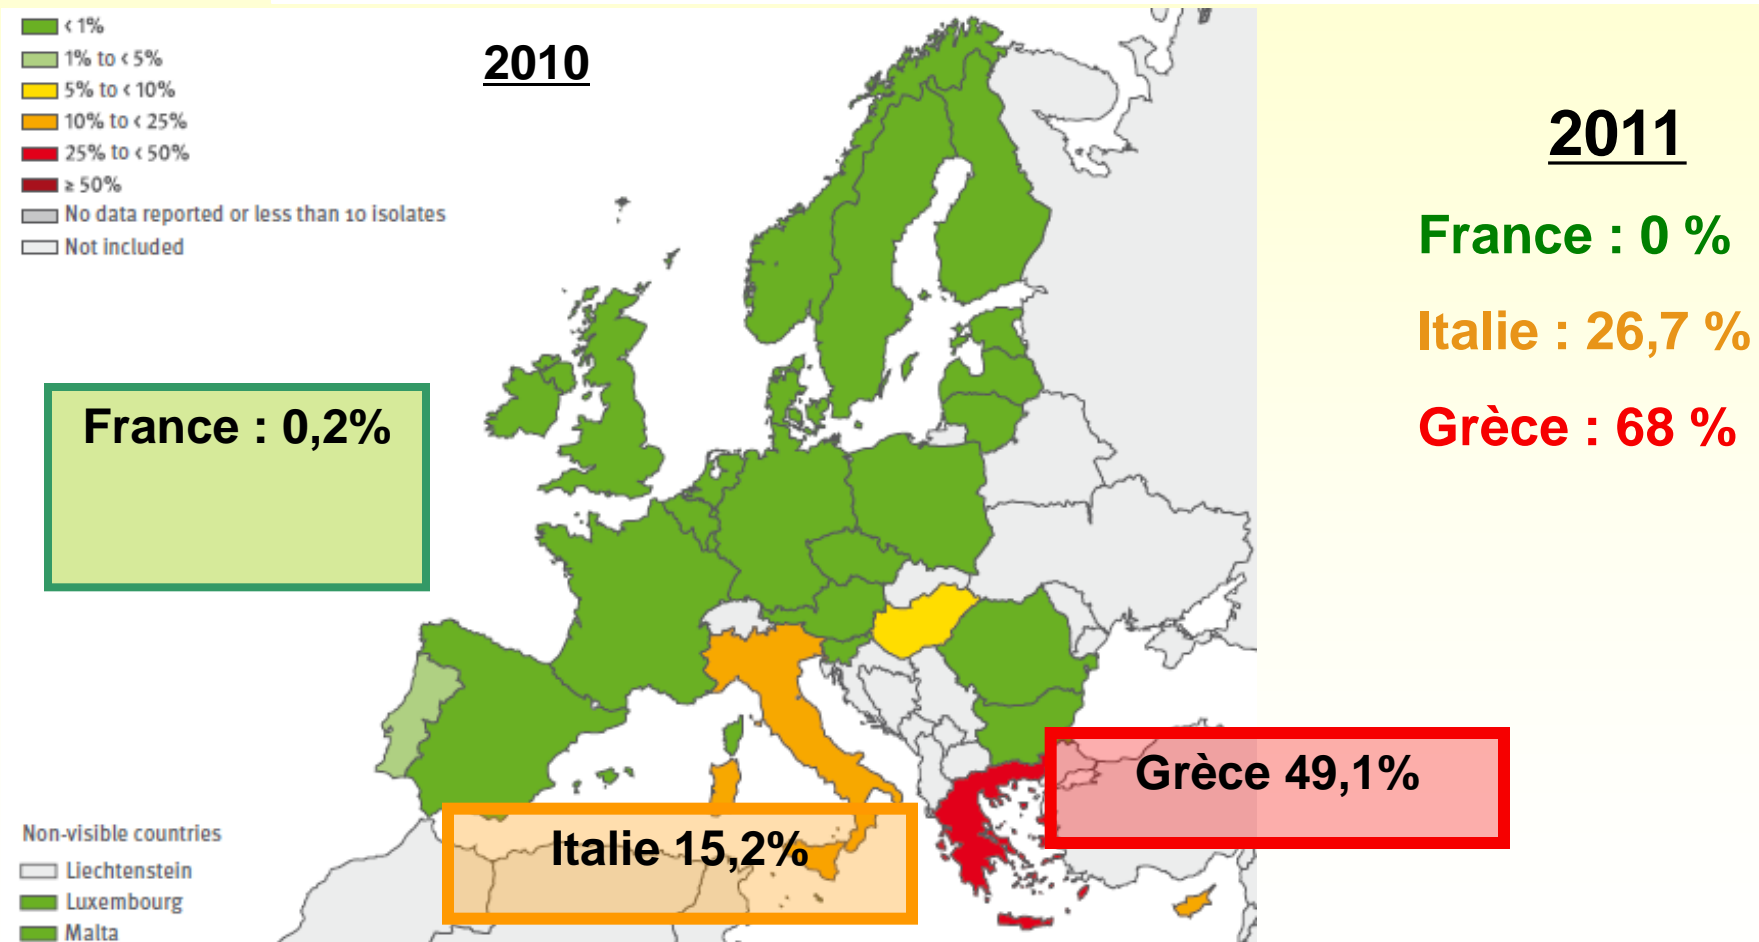 < 1%
1% to < 5%
5% to < 10%
10% to < 25%
25% to < 50%
≥ 50%
No data reported or less than 10 isolates
Not included
2010
2011
France : 0 %
Italie : 26,7 %
Grèce : 68 %
France : 0,2%
Grèce 49,1%
Italie 15,2%
Non-visible countries
Liechtenstein
Luxembourg
Malta